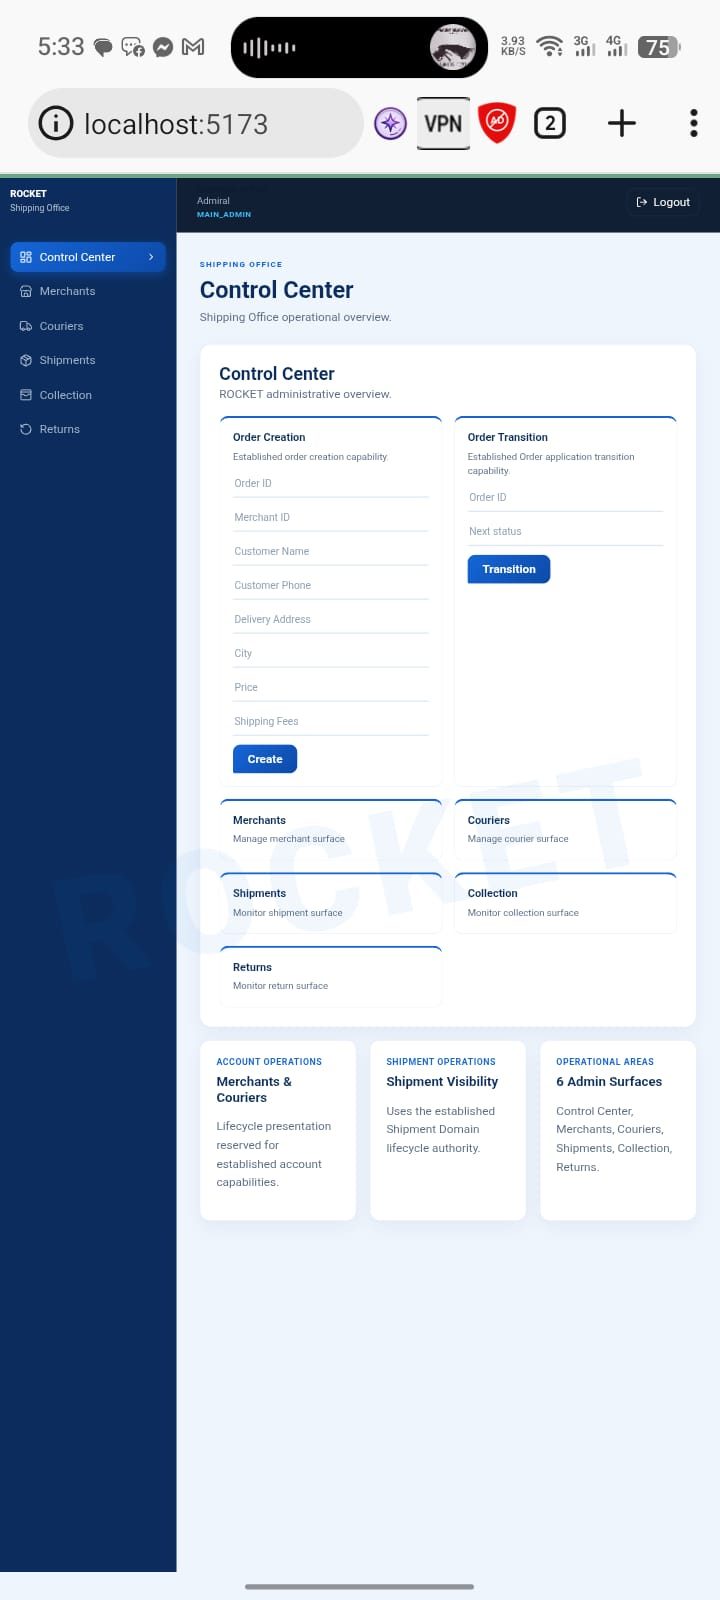 5:33
3.93
KB/S
3G
4G
75
localhost:5173
VPN
AD
2
ROCKET
Shipping Office
Admiral
MAIN_ADMIN
Logout
Control Center
Merchants
Couriers
Shipments
Collection
Returns
SHIPPING OFFICE
Control Center
Shipping Office operational overview.
Control Center
ROCKET administrative overview.
Order Creation
Established order creation capability.
Order ID
Merchant ID
Customer Name
Customer Phone
Delivery Address
City
Price
Shipping Fees
Create
Order Transition
Established Order application transition
capability.
Order ID
Next status
Transition
Merchants
Manage merchant surface
Couriers
Manage courier surface
Shipments
Monitor shipment surface
Collection
Monitor collection surface
Returns
Monitor return surface
ROCKET
ACCOUNT OPERATIONS
Merchants &
Couriers
Lifecycle presentation
reserved for
established account
capabilities.
SHIPMENT OPERATIONS
Shipment Visibility
Uses the established
Shipment Domain
lifecycle authority.
OPERATIONAL AREAS
6 Admin Surfaces
Control Center,
Merchants, Couriers,
Shipments, Collection,
Returns.